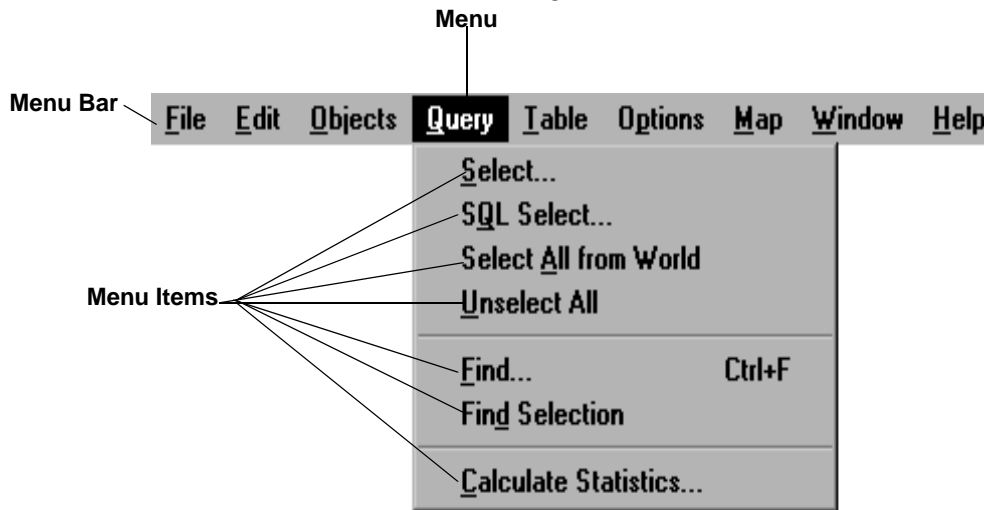 Menu
Menu Bar
File Edit Objects Query Table Options Map Window Help
Select...
SQL Select...
Select All from World
Menu Items
Unselect All
Find... Ctrl+F
Find Selection
Calculate Statistics...